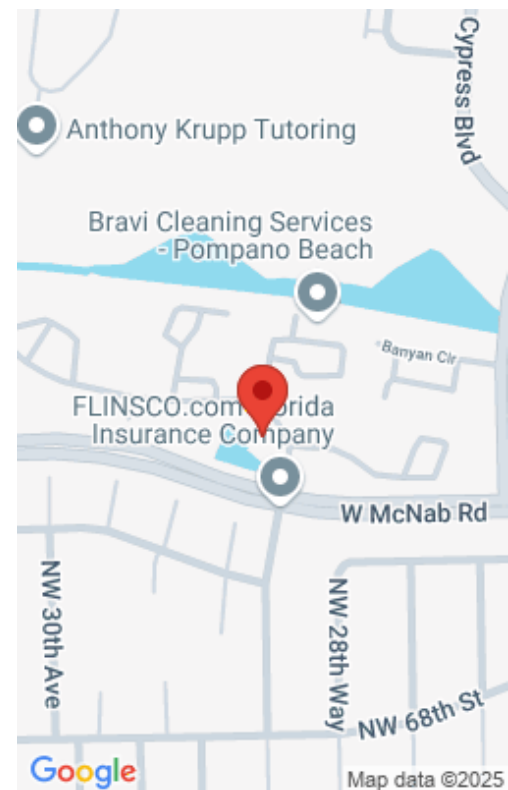 Cypress Blvd
Anthony Krupp Tutoring
Bravi Cleaning Services
- Pompano Beach
Banyan Cir
FLINSCO.com
Insurance Company
W McNab Rd
NW 30th Ave
NW 28th Way
NW 68th St
Google
Map data ©2025